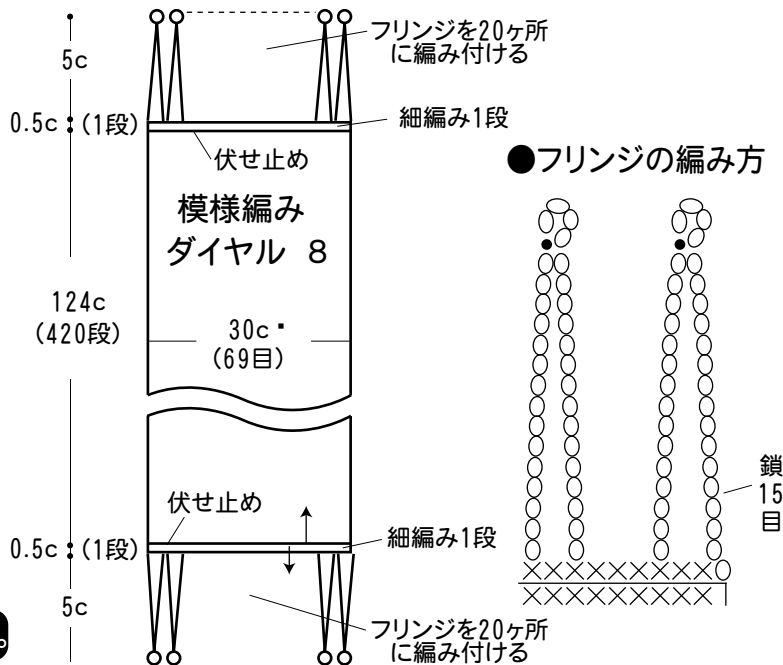 フリンジを20ヶ所
に編み付ける
5c
0.5c (1段)
細編み1段
伏せ止め
●フリンジの編み方
模様編み
ダイヤル 8
124c
(420段)
30c
(69目)
鎖
15
目
伏せ止め
0.5c (1段)
細編み1段
5c
フリンジを20ヶ所
に編み付ける